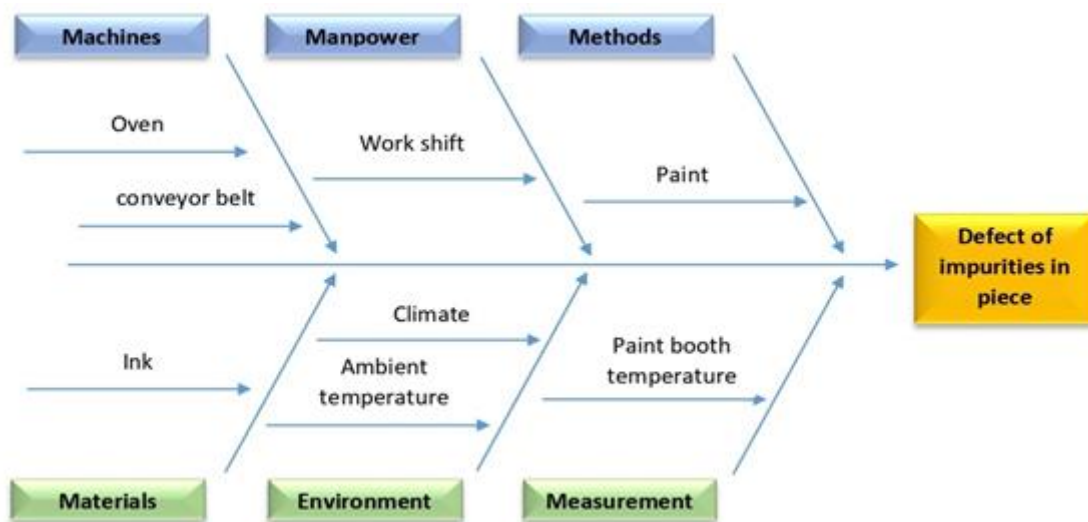 Machines
Manpower
Methods
Oven
Work shift
Paint
conveyor belt
Defect of
impurities in
piece
Climate
Ink
Ambient
temperature
Paint booth
temperature
Materials
Environment
Measurement